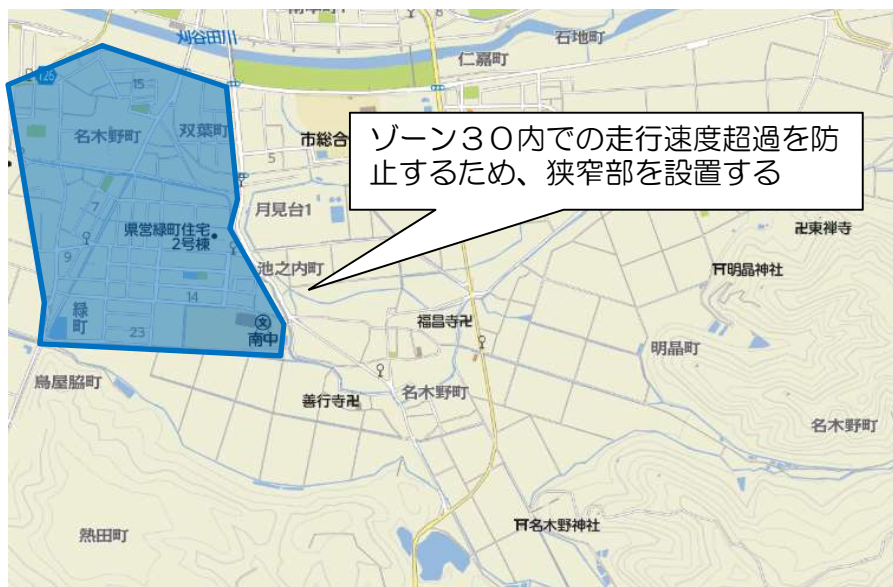 刈谷田川
石地町
仁嘉町
126
15
名木野町
双葉町
市総合
5
ゾーン３０内での走行速度超過を防
止するため、狭窄部を設置する
7
月見台1
県営緑町住宅
2号棟
卍東禅寺
9
池之内町
明晶神社
14
緑町
福昌寺卍
23
南中
文
明晶町
鳥屋脇町
善行寺卍
名木野町
名木野町
名木野神社
熱田町